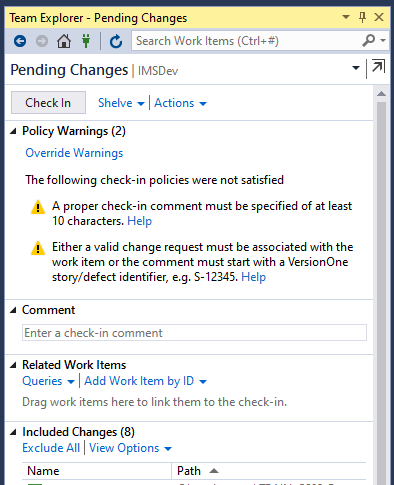 Team Explorer - Pending Changes
Search Work Items (Ctrl+#)
Pending Changes | IMSDev
Check In Shelve Actions
Policy Warnings (2)
Override Warnings
The following check-in policies were not satisfied
A proper check-in comment must be specified of at least
10 characters. Help
Either a valid change request must be associated with the
work item or the comment must start with a VersionOne
story/defect identifier, e.g. S-12345. Help
Comment
Enter a check-in comment
Related Work Items
Queries Add Work Item by ID
Drag work items here to link them to the check-in.
Included Changes (8)
Exclude All View Options
Name Path